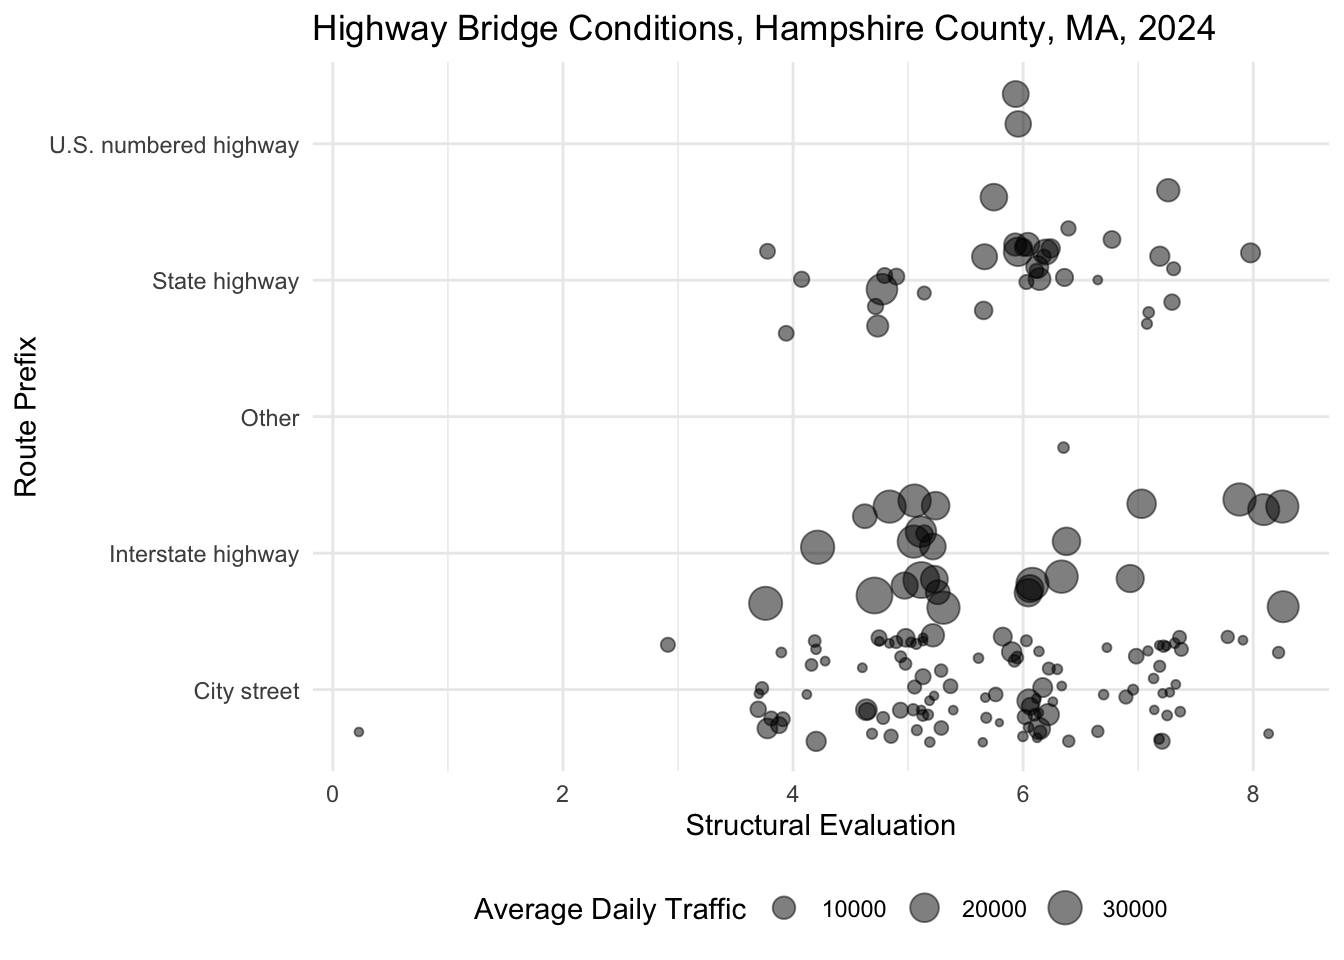 Highway Bridge Conditions, Hampshire County, MA, 2024
U.S. numbered highway
State highway
Other
Interstate highway
City street
Route Prefix
0 2 4 6 8
Structural Evaluation
Average Daily Traffic 10000 20000 30000